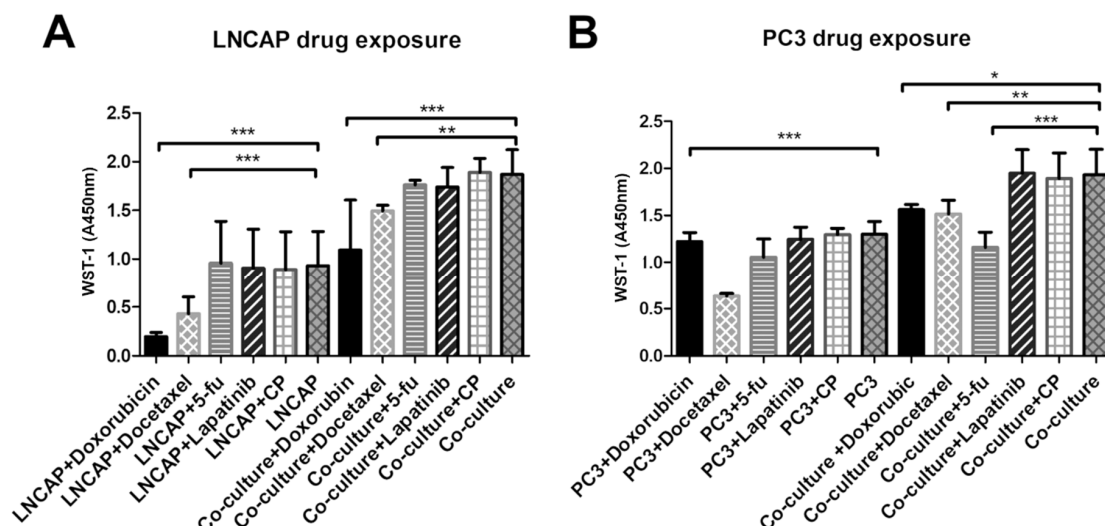 A
LNCAP drug exposure
WST-1 (A450nm)
2.5
2.0
1.5
1.0
0.5
0.0
***
***
***
**
LNCAP+Doxorubicin
LNCAP+Docetaxel
LNCAP+5-fu
LNCAP+Lapatinib
LNCAP+CP
LNCAP
Co-culture+Doxorubin
Co-culture+Docetaxel
Co-culture+5-fu
Co-culture+Lapatinib
Co-culture+CP
Co-culture
B
PC3 drug exposure
WST-1 (A450nm)
2.5
2.0
1.5
1.0
0.5
0.0
*
**
***
***
PC3+Doxorubicin
PC3+Docetaxel
PC3+5-fu
PC3+Lapatinib
PC3+CP
PC3
Co-culture +Doxorubic
Co-culture+Docetaxel
Co-culture+5-fu
Co-culture+Lapatinib
Co-culture+CP
Co-culture